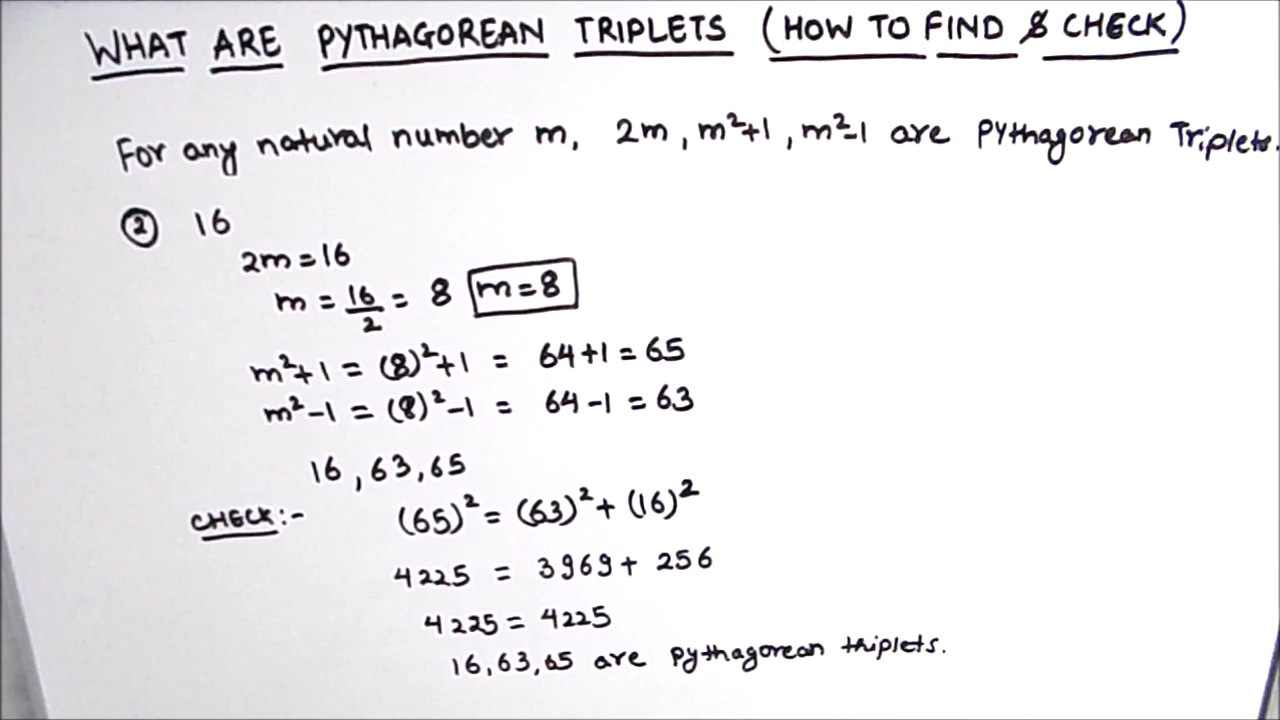 WHAT ARE PYTHAGOREAN TRIPLETS (HOW TO FIND & CHECK)
For any natural number m, 2m, m²+1, m²-1 are Pythagorean Triplets.
② 16
2m = 16
m = 16/2 = 8 m=8
m²+1 = (8)²+1 = 64+1 = 65
m²-1 = (8)²-1 = 64-1 = 63
16, 63, 65
CHECK:- (65)² = (63)² + (16)²
4225 = 3969 + 256
4225 = 4225
16, 63, 65 are pythagorean triplets.